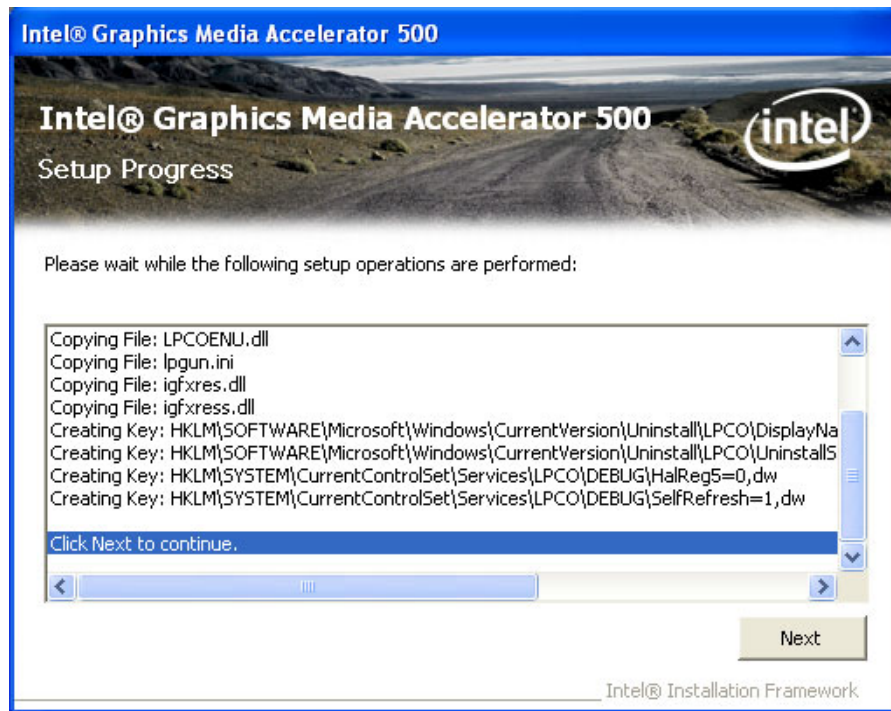 Intel® Graphics Media Accelerator 500
Intel® Graphics Media Accelerator 500
intel
Setup Progress
Please wait while the following setup operations are performed:
Copying File: LPCOENU.dll
Copying File: lpgun.ini
Copying File: igfxres.dll
Copying File: igfxress.dll
Creating Key: HKLM\SOFTWARE\Microsoft\Windows\CurrentVersion\Uninstall\LPCO\DisplayNa
Creating Key: HKLM\SOFTWARE\Microsoft\Windows\CurrentVersion\Uninstall\LPCO\UninstallS
Creating Key: HKLM\SYSTEM\CurrentControlSet\Services\LPCO\DEBUG\HalReg5=0,dw
Creating Key: HKLM\SYSTEM\CurrentControlSet\Services\LPCO\DEBUG\SelfRefresh=1,dw
Click Next to continue.
Next
Intel® Installation Framework